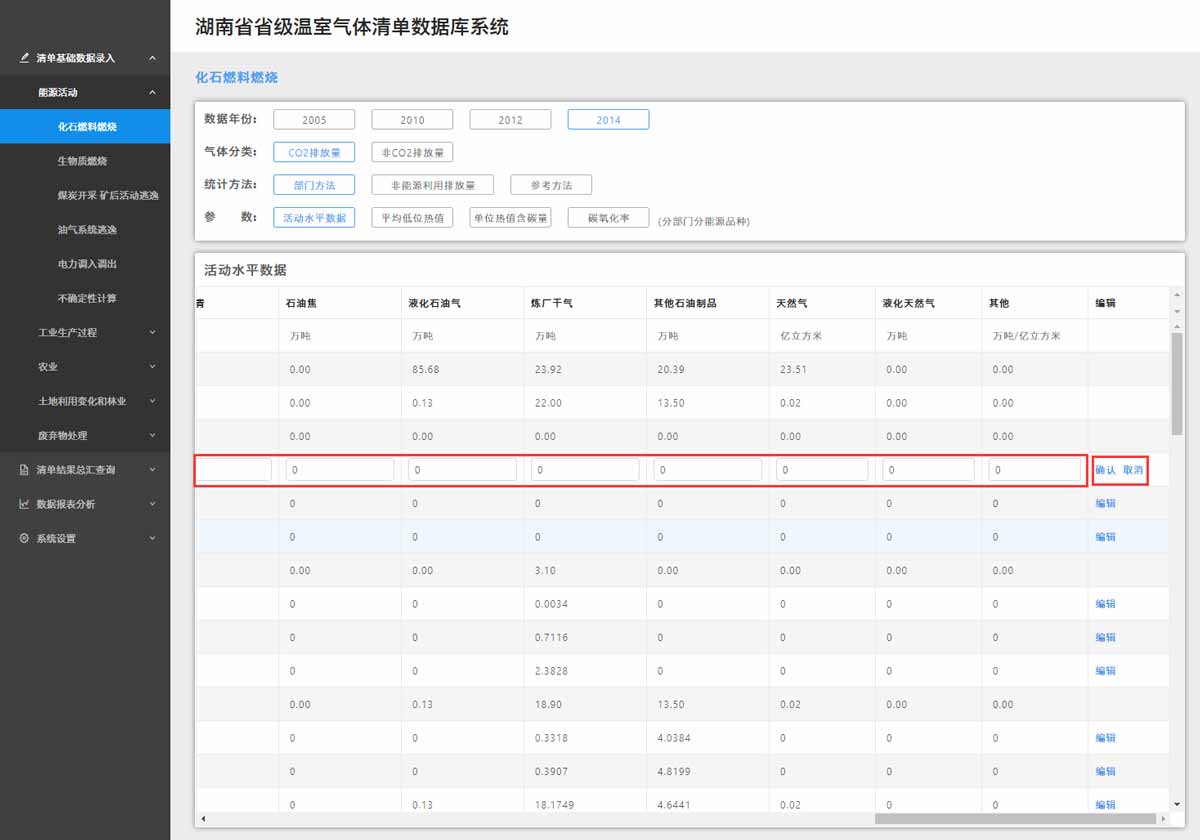 湖南省省级温室气体清单数据库系统
清单基础数据录入
能源活动
化石燃料燃烧
生物质燃烧
煤炭开采 矿后活动逃逸
油气系统逃逸
电力调入调出
不确定性计算
工业生产过程
农业
土地利用变化和林业
废弃物处理
清单结果总汇查询
数据报表分析
系统设置
化石燃料燃烧
数据年份: 2005 2010 2012 2014
气体分类: CO2排放量 非CO2排放量
统计方法: 部门方法 非能源利用排放量 参考方法
参 数: 活动水平数据 平均低位热值 单位热值含碳量 碳氧化率 (分部门分能源品种)
活动水平数据
青 石油焦 液化石油气 炼厂干气 其他石油制品 天然气 液化天然气 其他 编辑
万吨 万吨 万吨 万吨 亿立方米 万吨 万吨/亿立方米
0.00 85.68 23.92 20.39 23.51 0.00 0.00
0.00 0.13 22.00 13.50 0.02 0.00 0.00
0.00 0.00 0.00 0.00 0.00 0.00 0.00
0 0 0 0 0 0 0 确认 取消
0 0 0 0 0 0 0 编辑
0 0 0 0 0 0 0 编辑
0.00 0.00 3.10 0.00 0.00 0.00 0.00
0 0 0.0034 0 0 0 0 编辑
0 0 0.7116 0 0 0 0 编辑
0 0 2.3828 0 0 0 0 编辑
0.00 0.13 18.90 13.50 0.02 0.00 0.00
0 0 0.3318 4.0384 0 0 0 编辑
0 0 0.3907 4.8199 0 0 0 编辑
0 0.13 18.1749 4.6441 0.02 0 0 编辑